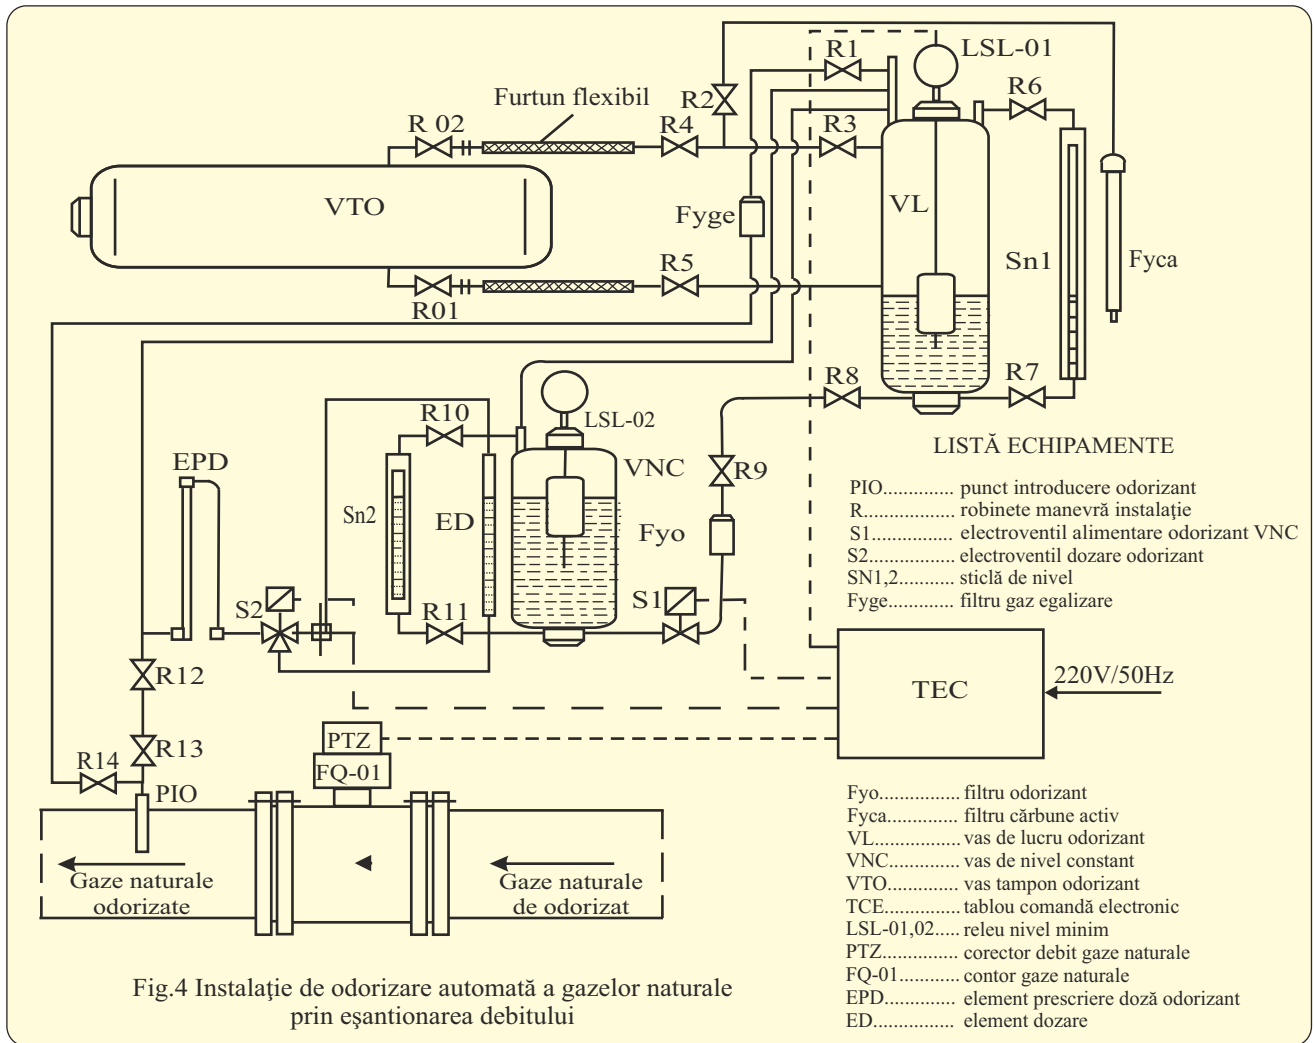 LSL-01
R1
R6
Furtun flexibil
R2
R 02
R4
R3
VTO
Fyge
VL
Sn1
Fyca
R5
R01
R8
R7
LSL-02
R10
VNC
R9
EPD
Sn2
ED
Fyo
S2
S1
R11
R12
R13
R14
PIO
PTZ
FQ-01
TEC
220V/50Hz
Gaze naturale
odorizate
Gaze naturale
de odorizat
LISTĂ ECHIPAMENTE
PIO.............. punct introducere odorizant
R................. robinete manevră instalaţie
S1................. electroventil alimentare odorizant VNC
S2................. electroventil dozare odorizant
SN1,2........... sticlă de nivel
Fyge............. filtru gaz egalizare
Fyo................ filtru odorizant
Fyca.............. filtru cărbune activ
VL................. vas de lucru odorizant
VNC.............. vas de nivel constant
VTO.............. vas tampon odorizant
TCE............... tablou comandă electronic
LSL-01,02..... releu nivel minim
PTZ............... corector debit gaze naturale
FQ-01............ contor gaze naturale
EPD............... element prescriere doză odorizant
ED................. element dozare
Fig.4 Instalaţie de odorizare automată a gazelor naturale
prin eşantionarea debitului